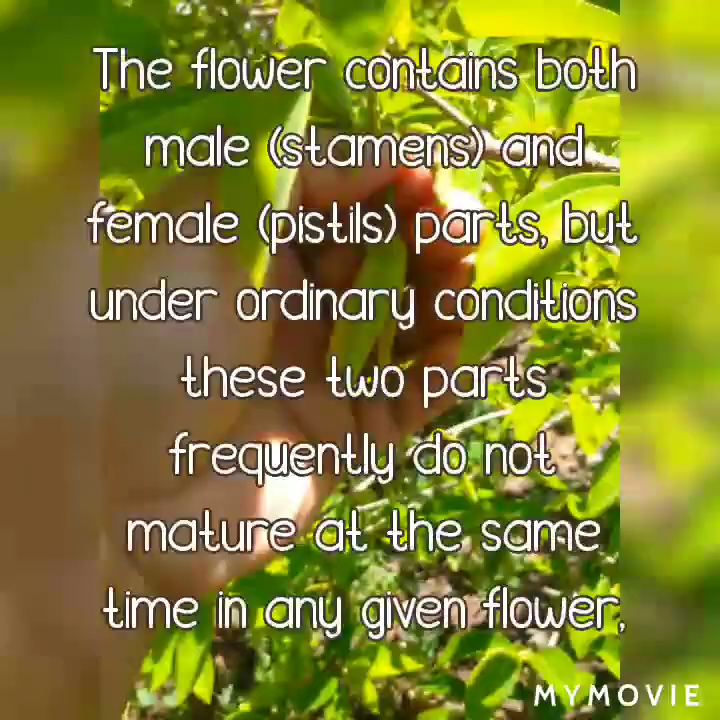 The flower contains both
male (stamens) and
female (pistils) parts, but
under ordinary conditions
these two parts
frequently do not
mature at the same
time in any given flower,
MYMOVIE